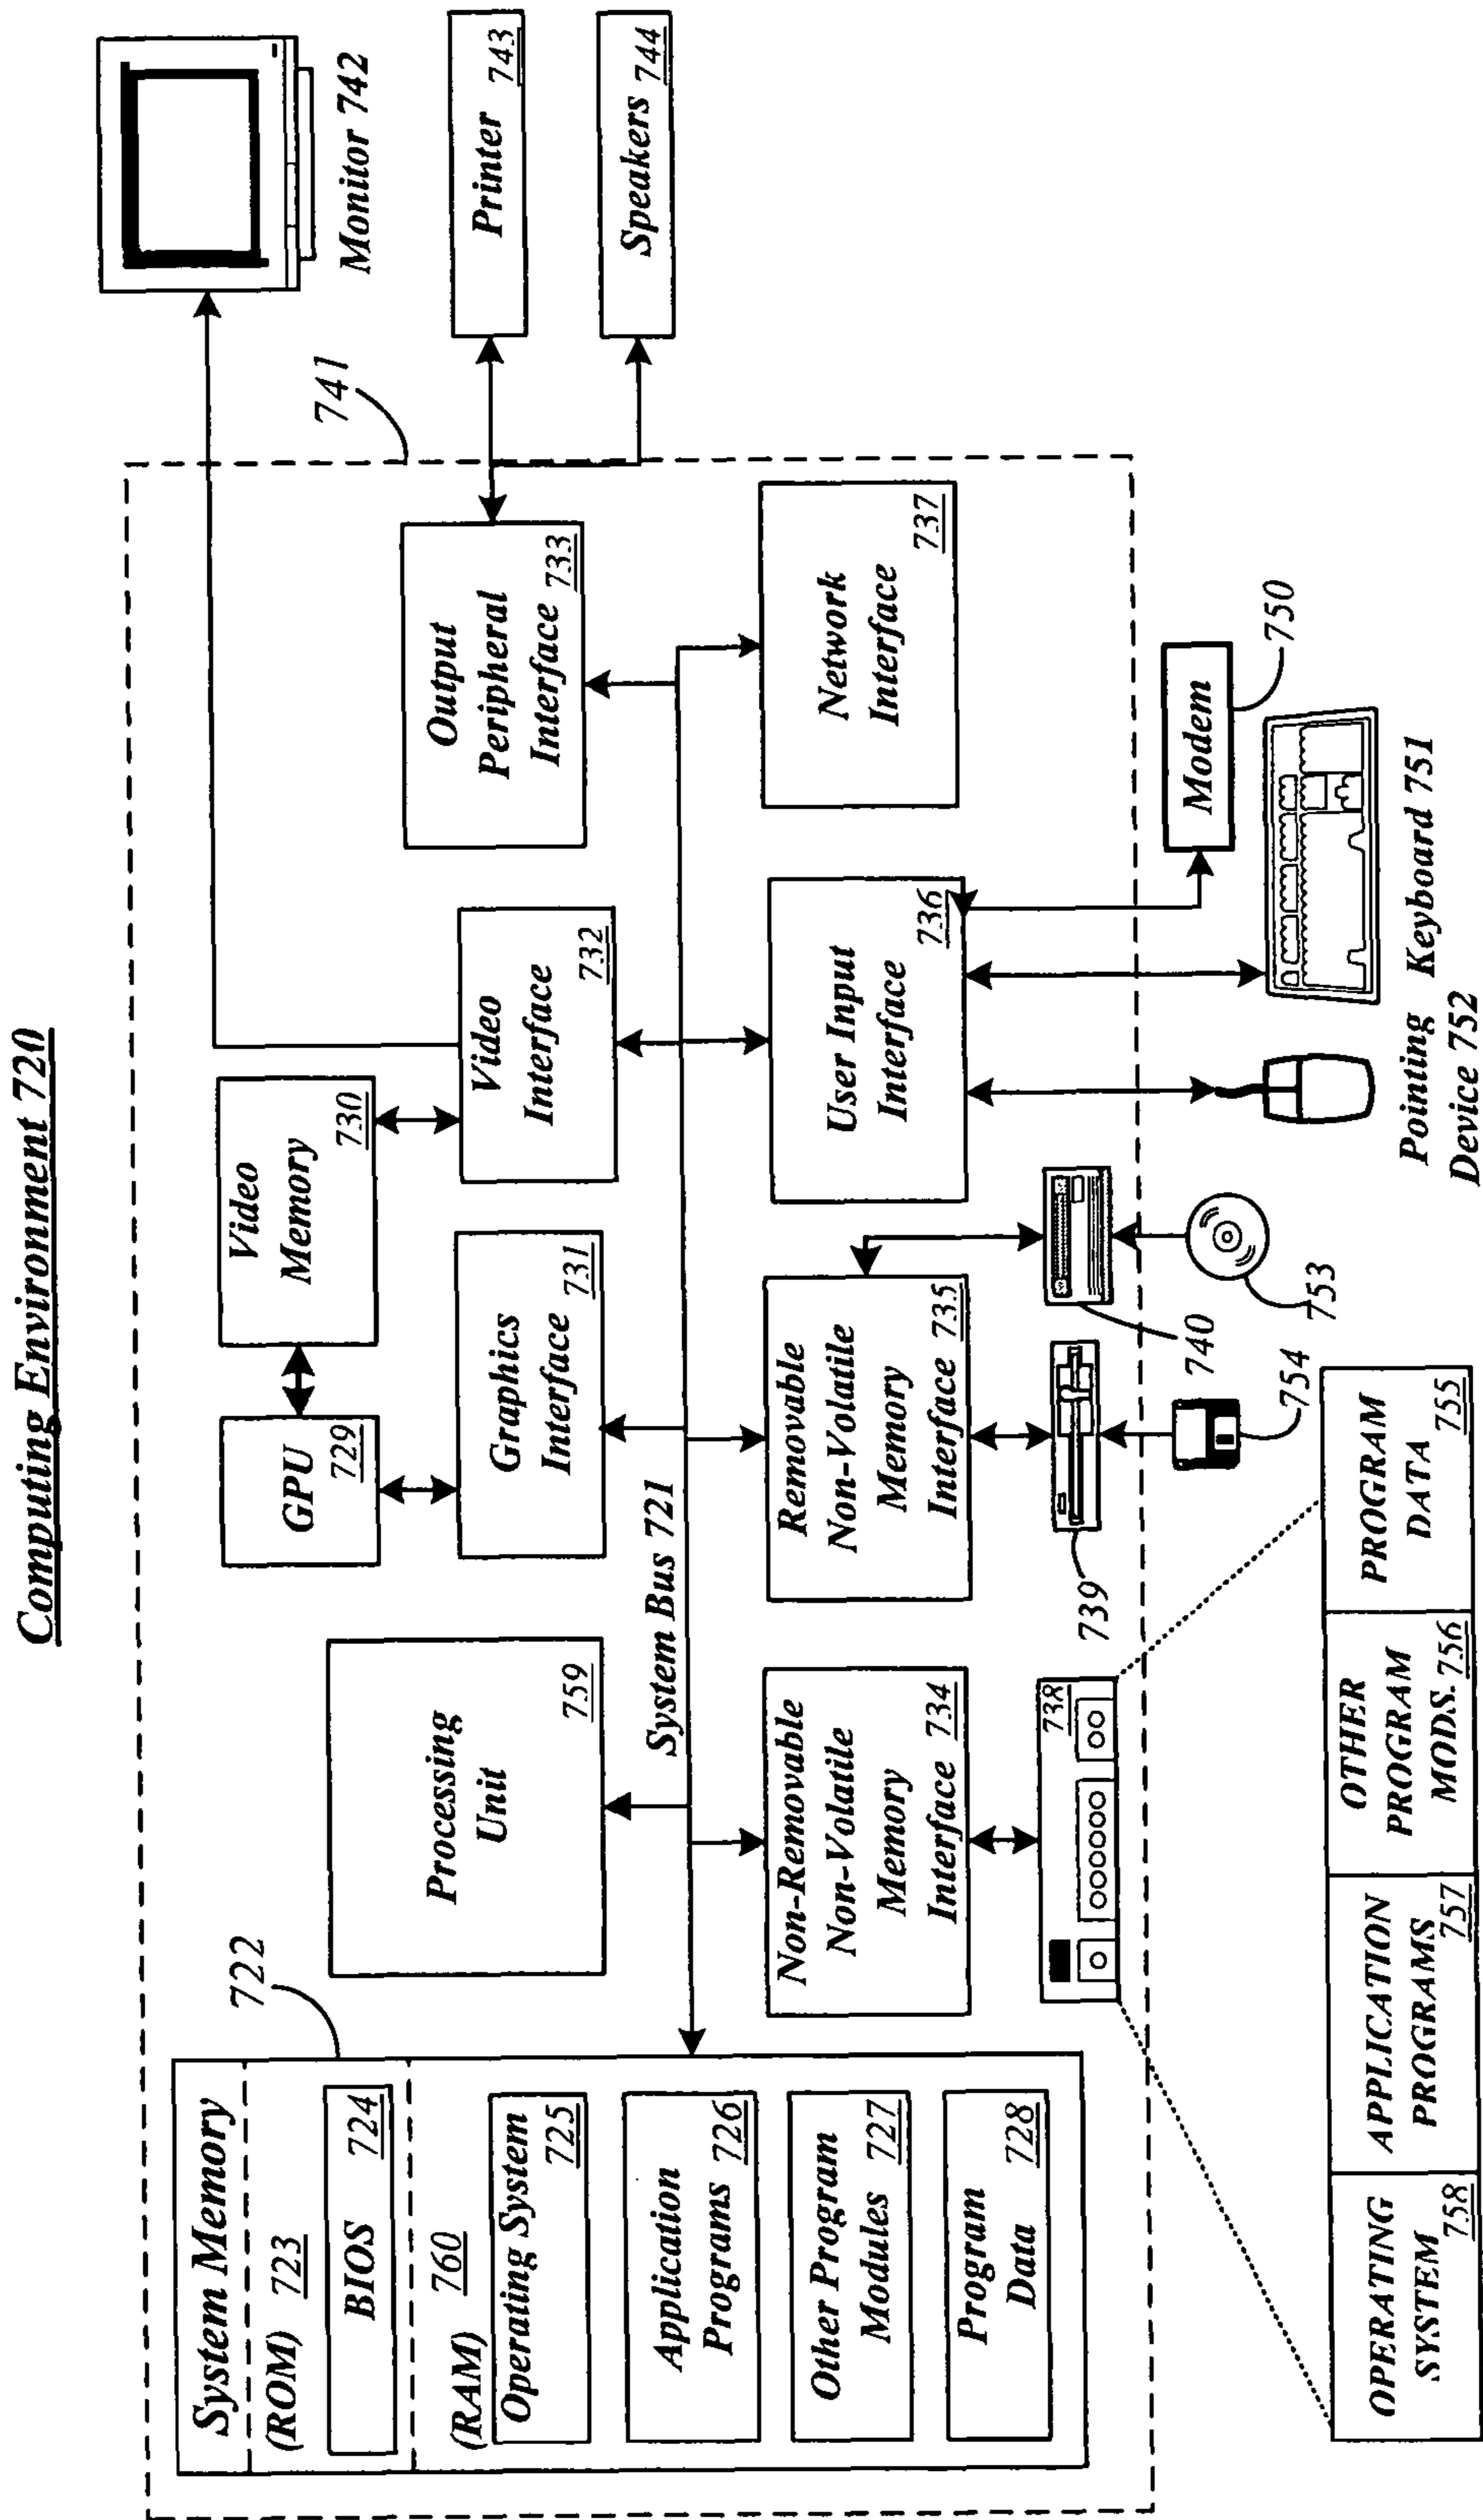 Computing Environment 720
System Memory
(ROM) 723
BIOS 724
(RAM) 760
Operating System
725
Application
Programs 726
Other Program
Modules 727
Program
Data 728
722
Processing
Unit
759
System Bus 721
GPU
729
Video
Memory
730
Graphics
Interface
731
Video
Interface
732
Output
Peripheral
Interface 733
741
Monitor 742
Printer 743
Speakers 744
Non-Removable
Non-Volatile
Memory
Interface 734
Removable
Non-Volatile
Memory
Interface 735
User Input
Interface
736
Network
Interface
737
738
739
740
754
753
Modem
750
Pointing
Device 752
Keyboard 751
OPERATING
SYSTEM 758
APPLICATION
PROGRAMS 757
OTHER
PROGRAM
MODS. 756
PROGRAM
DATA 755